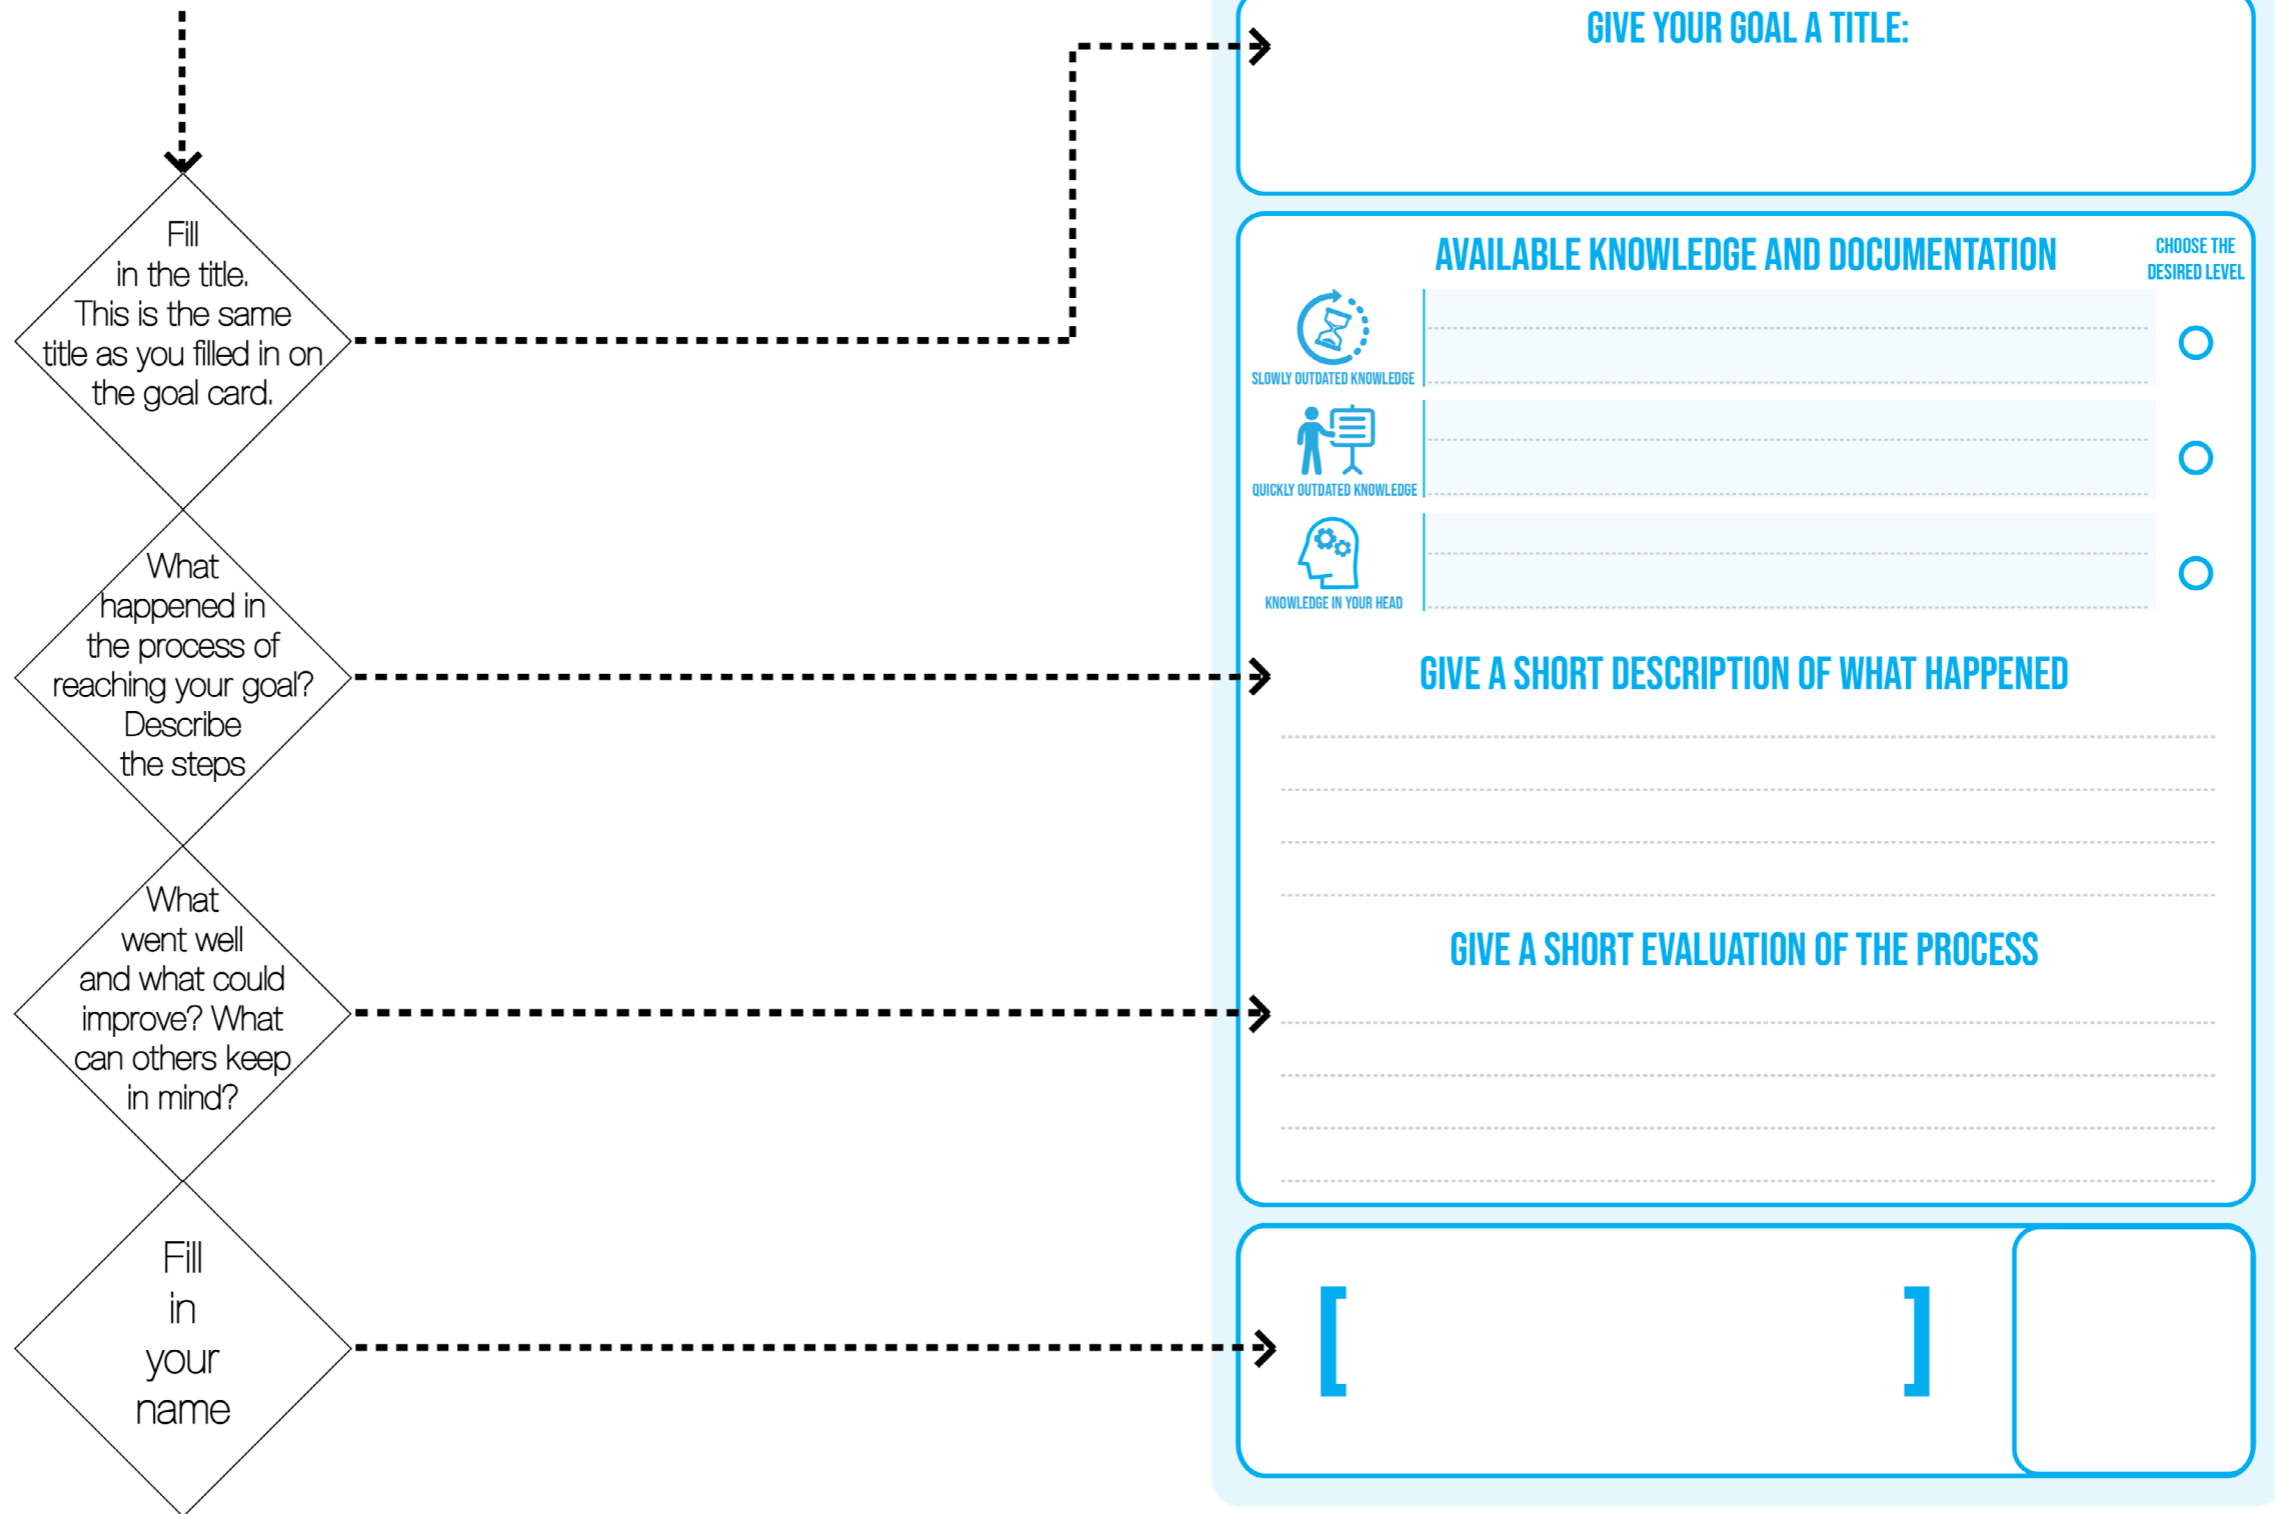 Fill
in the title.
This is the same
title as you filled in on
the goal card.
What
happened in
the process of
reaching your goal?
Describe
the steps
What
went well
and what could
improve? What
can others keep
in mind?
Fill
in
your
name
GIVE YOUR GOAL A TITLE:
AVAILABLE KNOWLEDGE AND DOCUMENTATION
CHOOSE THE
DESIRED LEVEL
SLOWLY OUTDATED KNOWLEDGE
QUICKLY OUTDATED KNOWLEDGE
KNOWLEDGE IN YOUR HEAD
GIVE A SHORT DESCRIPTION OF WHAT HAPPENED
GIVE A SHORT EVALUATION OF THE PROCESS
[ ]